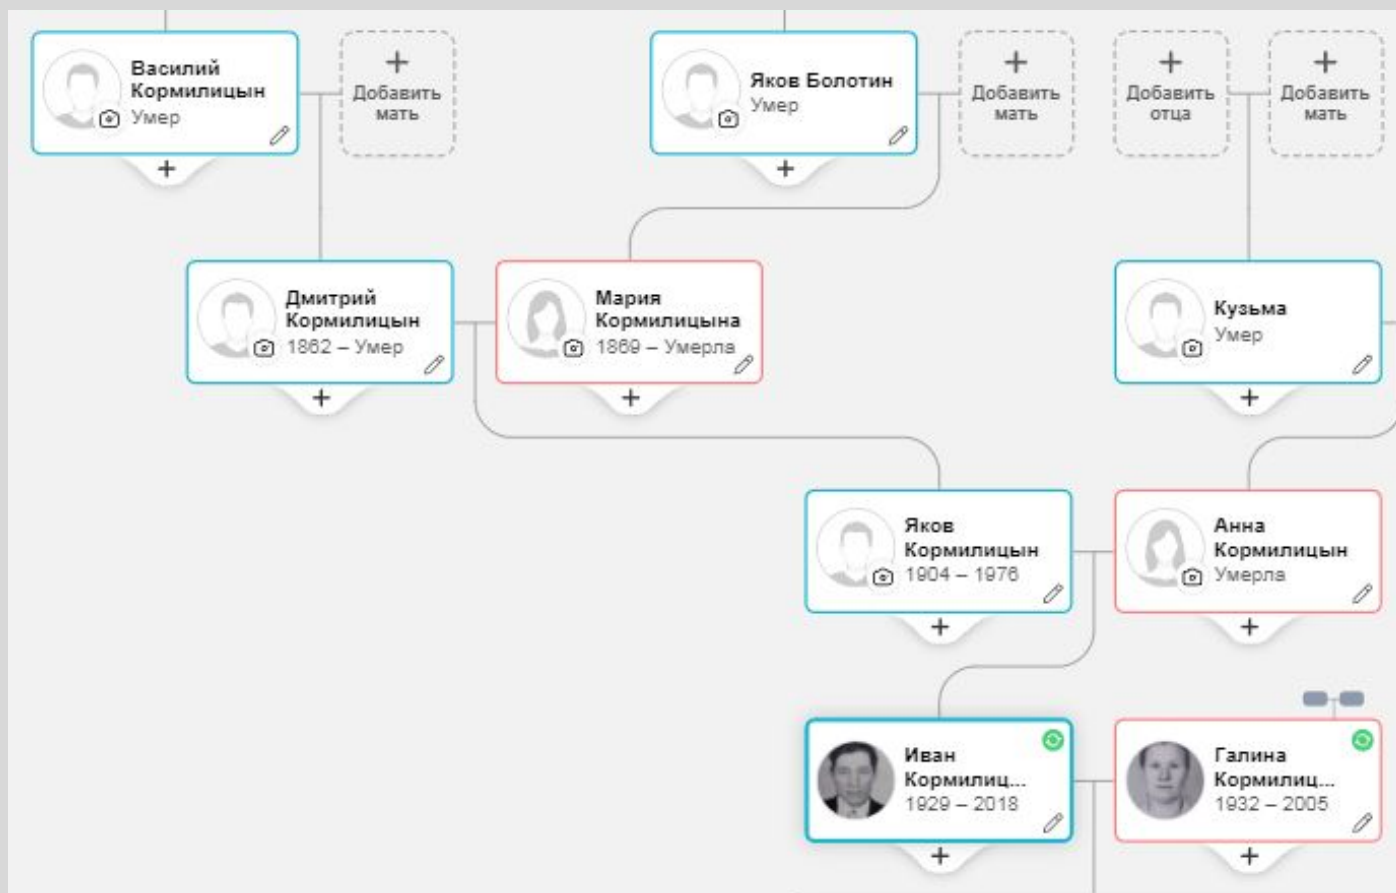 Василий
Кормилицын
Умер
+
Добавить
мать
Яков Болотин
Умер
+
Добавить
мать
+
Добавить
отца
+
Добавить
мать
+
+
Дмитрий
Кормилицын
1862 – Умер
Мария
Кормилицына
1869 – Умерла
Кузьма
Умер
+
+
+
Яков
Кормилицын
1904 – 1976
Анна
Кормилицын
Умерла
+
+
Иван
Кормилиц...
1929 – 2018
Галина
Кормилиц...
1932 – 2005
+
+